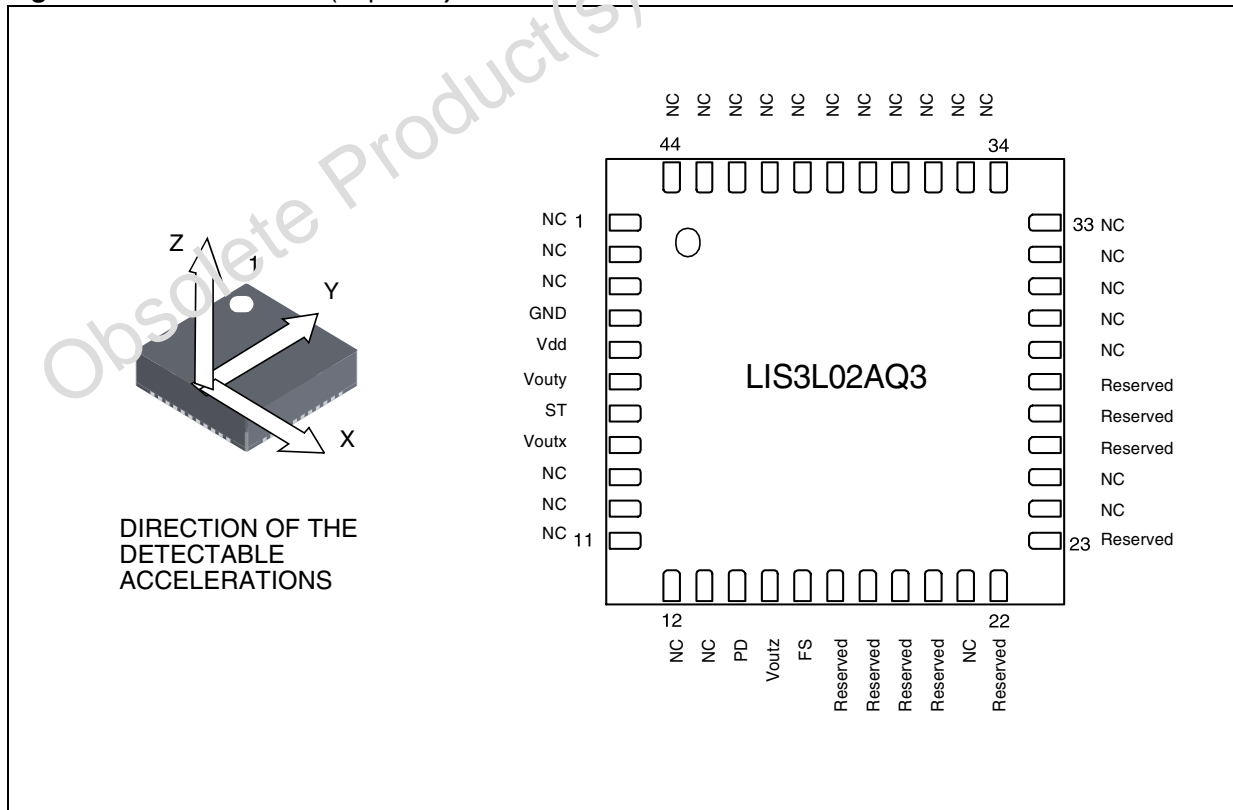 Obsolete Product(s)
NC NC NC NC NC NC NC NC NC NC NC
44 34
Z
1
Y
X
DIRECTION OF THE
DETECTABLE
ACCELERATIONS
NC 1
NC
NC
GND
Vdd
Vouty
ST
Voutx
NC
NC
NC 11
LIS3L02AQ3
33 NC
NC
NC
NC
NC
Reserved
Reserved
Reserved
NC
NC
23 Reserved
12 22
NC NC PD Voutz FS Reserved Reserved Reserved Reserved NC Reserved